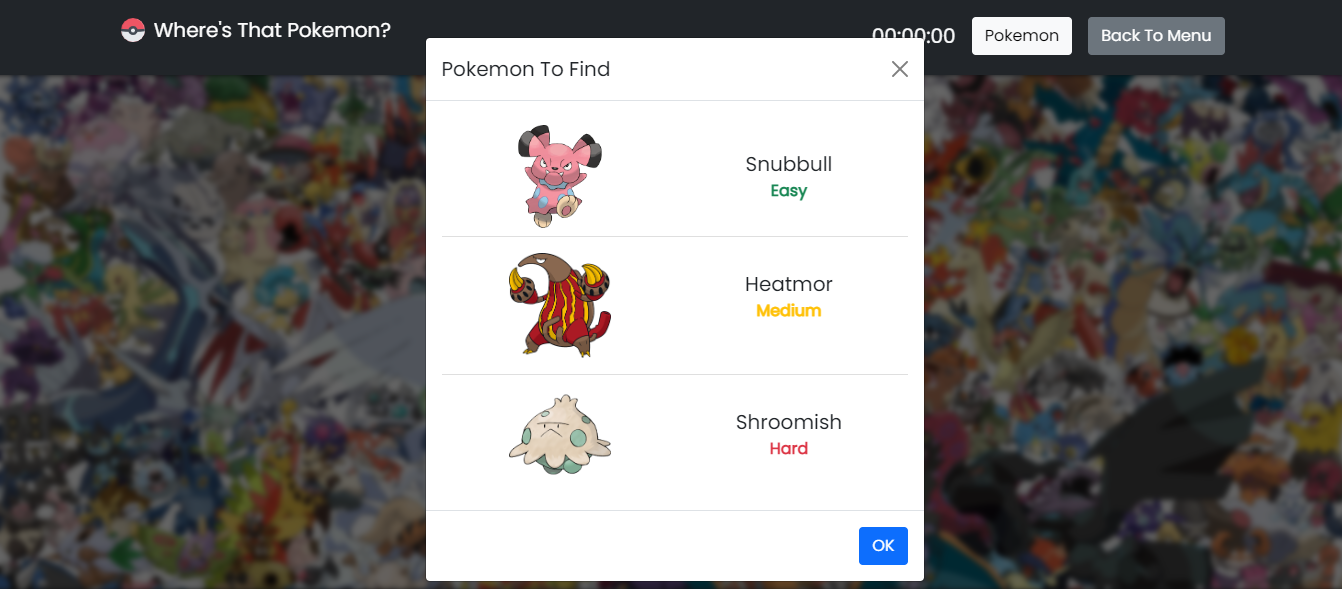 Where's That Pokemon?
00:00:00
Pokemon
Back To Menu
Pokemon To Find
Snubbull
Easy
Heatmor
Medium
Shroomish
Hard
OK